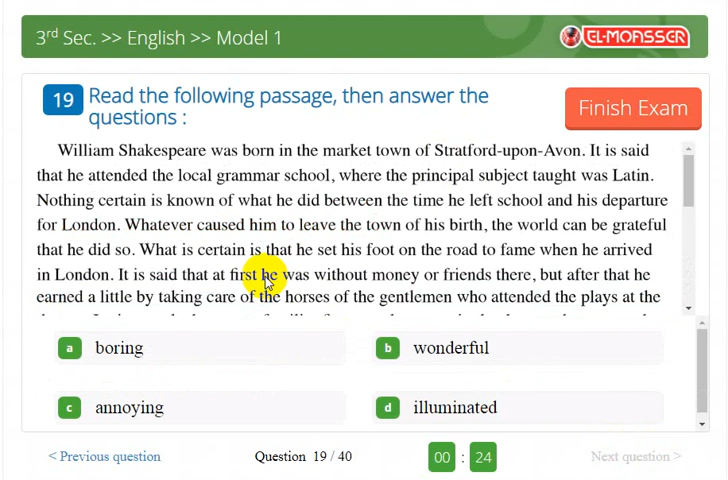 3rd Sec. >> English >> Model 1
EL-MOASSER
19 Read the following passage, then answer the
questions :
Finish Exam
William Shakespeare was born in the market town of Stratford-upon-Avon. It is said
that he attended the local grammar school, where the principal subject taught was Latin.
Nothing certain is known of what he did between the time he left school and his departure
for London. Whatever caused him to leave the town of his birth, the world can be grateful
that he did so. What is certain is that he set his foot on the road to fame when he arrived
in London. It is said that at first he was without money or friends there, but after that he
earned a little by taking care of the horses of the gentlemen who attended the plays at the
a boring
b wonderful
c annoying
d illuminated
< Previous question
Question 19 / 40
00 : 24
Next question >